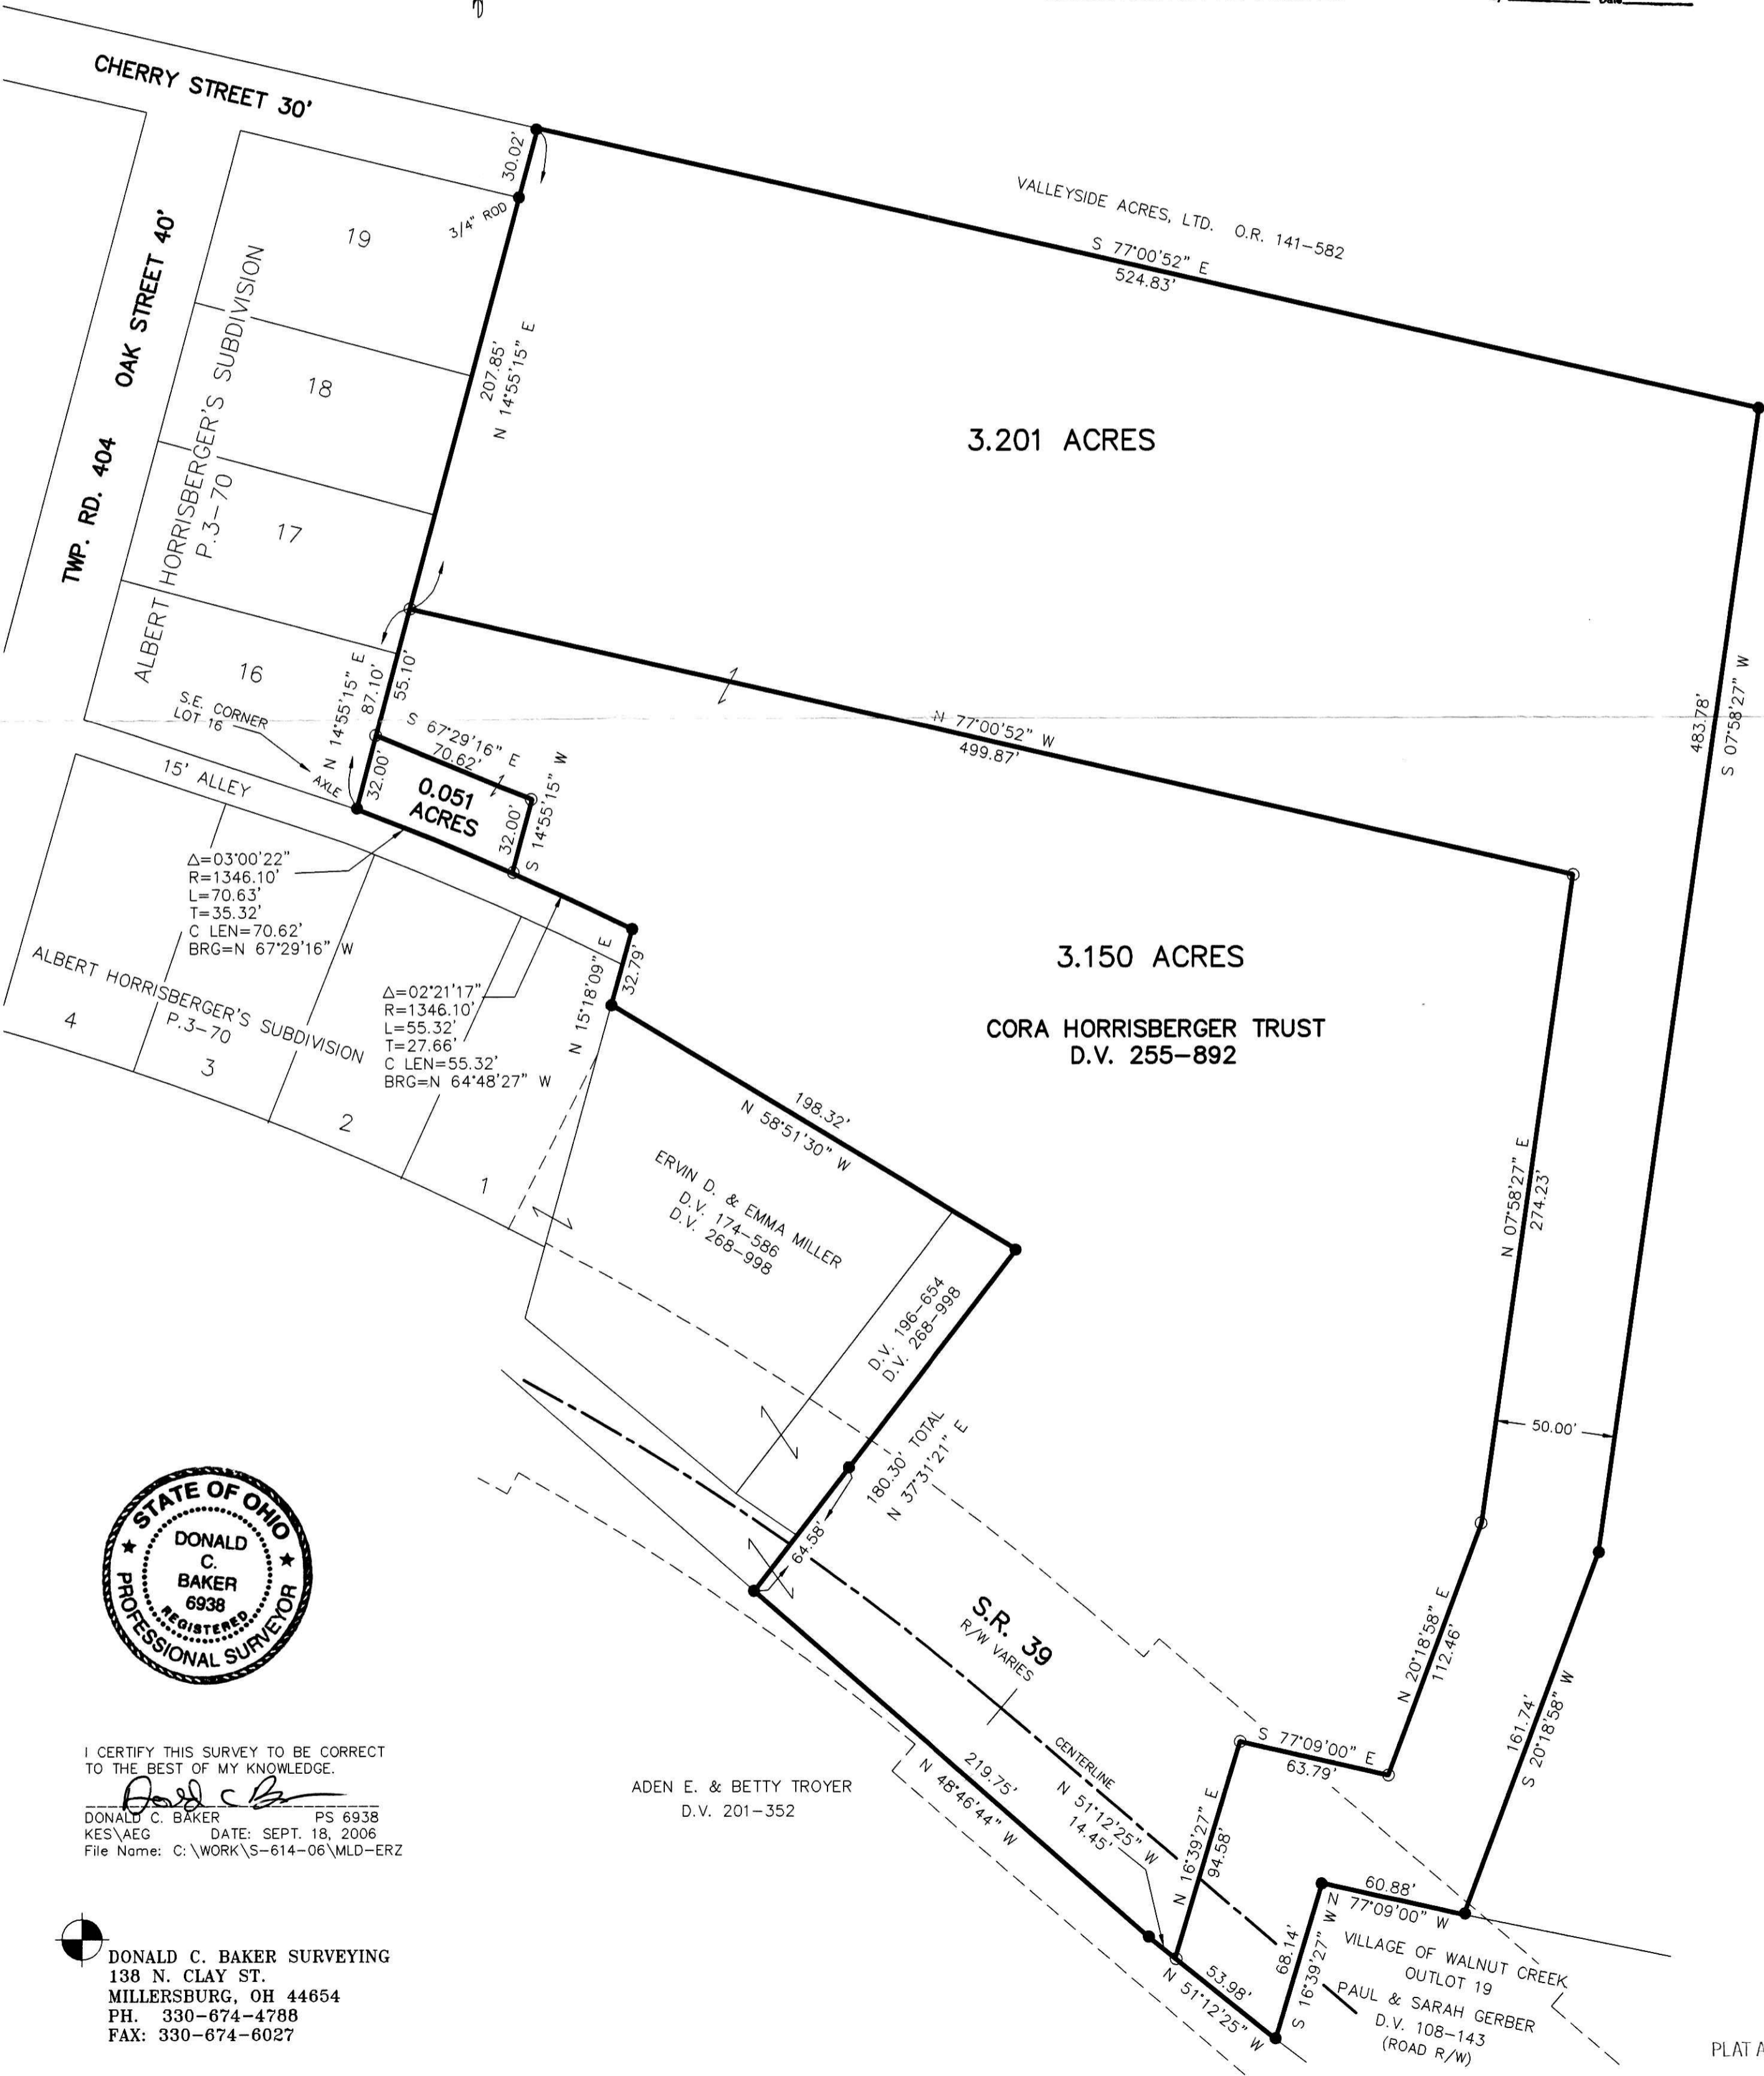 Date
CHERRY STREET 30'
30.02'
3/4" ROD
VALLEYSIDE ACRES, LTD. O.R. 141-582
S 77°00'52" E
524.83'
19
18
17
16
OAK STREET 40'
TWP. RD. 404
ALBERT HORRISBERGER'S SUBDIVISION
P.3-70
207.85'
N 14°55'15" E
3.201 ACRES
483.78'
S 07°58'27" W
N 14°55'15" E
87.10'
55.10'
S.E. CORNER
LOT 16
AXLE
32.00'
S 67°29'16" E
70.62'
0.051
ACRES
32.00'
S 14°55'15" W
N 77°00'52" W
499.87'
15' ALLEY
Δ=03°00'22"
R=1346.10'
L=70.63'
T=35.32'
C LEN=70.62'
BRG=N 67°29'16" W
ALBERT HORRISBERGER'S SUBDIVISION
P.3-70
4
3
2
1
Δ=02°21'17"
R=1346.10'
L=55.32'
T=27.66'
C LEN=55.32'
BRG=N 64°48'27" W
N 15°18'09" E
32.79'
3.150 ACRES
CORA HORRISBERGER TRUST
D.V. 255-892
198.32'
N 58°51'30" W
ERVIN D. & EMMA MILLER
D.V. 174-586
D.V. 268-998
D.V. 196-654
D.V. 268-998
N 07°58'27" E
274.23'
50.00'
180.30' TOTAL
N 37°31'21" E
64.58'
S.R. 39
R/W VARIES
CENTERLINE
N 20°18'58" E
112.46'
161.74'
S 20°18'58" W
S 77°09'00" E
63.79'
219.75'
N 48°46'44" W
N 51°12'25" W
14.45'
N 16°39'27" E
94.58'
60.88'
N 77°09'00" W
68.14'
S 16°39'27" W
53.98'
N 51°12'25" W
VILLAGE OF WALNUT CREEK
OUTLOT 19
PAUL & SARAH GERBER
D.V. 108-143
(ROAD R/W)
ADEN E. & BETTY TROYER
D.V. 201-352
STATE OF OHIO
DONALD
C.
BAKER
6938
REGISTERED
PROFESSIONAL SURVEYOR
I CERTIFY THIS SURVEY TO BE CORRECT
TO THE BEST OF MY KNOWLEDGE.
DONALD C. BAKER PS 6938
KES\AEG DATE: SEPT. 18, 2006
File Name: C:\WORK\S-614-06\MLD-ERZ
DONALD C. BAKER SURVEYING
138 N. CLAY ST.
MILLERSBURG, OH 44654
PH. 330-674-4788
FAX: 330-674-6027
PLAT A